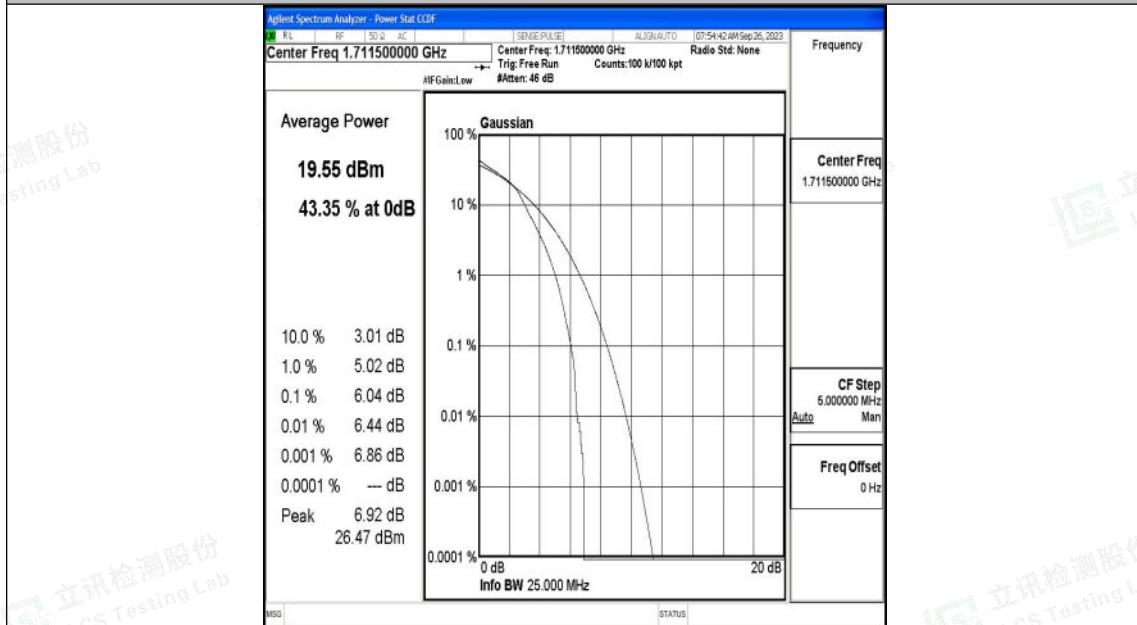 Agilent Spectrum Analyzer - Power Stat CCDF
RL RF 50 Ω AC SENSE:PULSE ALIGNAUTO 07:54:42 AM Sep 26, 2023
Center Freq 1.711500000 GHz
Center Freq: 1.711500000 GHz Radio Std: None
Trig: Free Run Counts:100 k/100 kpt
#IFGain:Low #Atten: 46 dB
Frequency
Average Power
19.55 dBm
43.35 % at 0dB
10.0 % 3.01 dB
1.0 % 5.02 dB
0.1 % 6.04 dB
0.01 % 6.44 dB
0.001 % 6.86 dB
0.0001 % --- dB
Peak 6.92 dB
26.47 dBm
Gaussian
100 %
10 %
1 %
0.1 %
0.01 %
0.001 %
0.0001 %
0 dB 20 dB
Info BW 25.000 MHz
Center Freq
1.711500000 GHz
CF Step
5.000000 MHz
Auto Man
Freq Offset
0 Hz
MSG STATUS
立讯检测股份
LCS Testing Lab